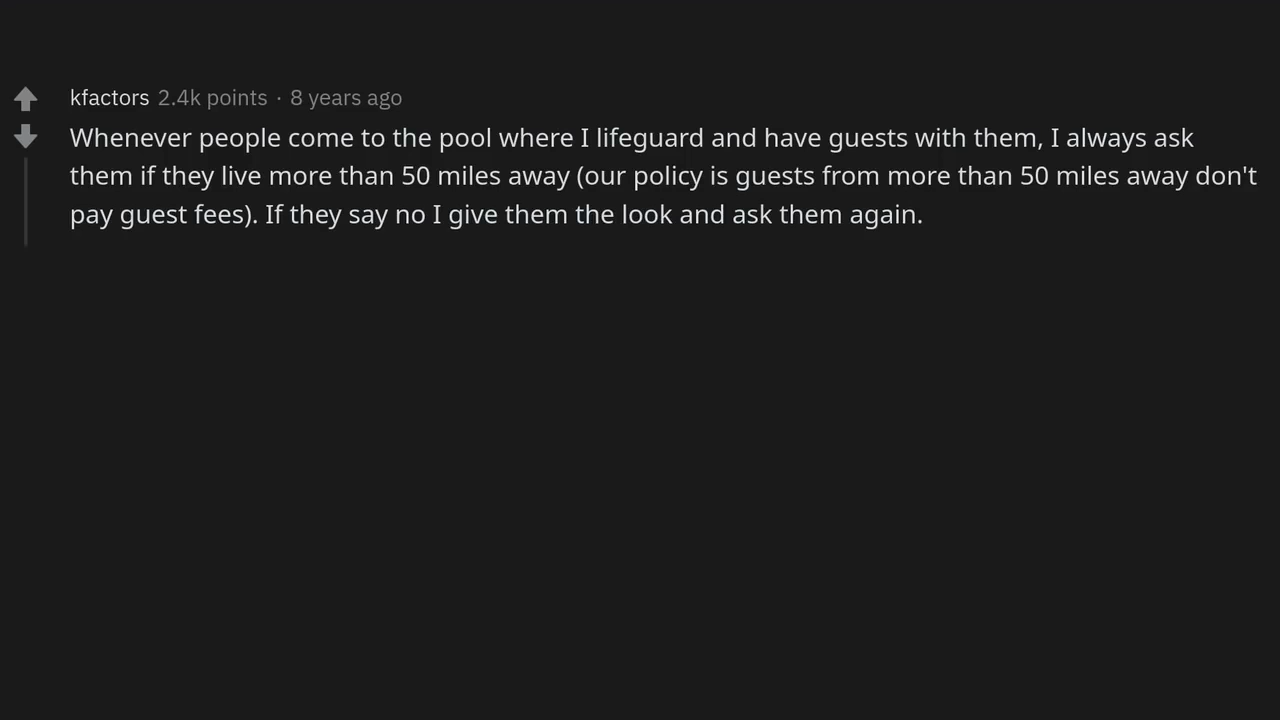 kfactors 2.4k points · 8 years ago
Whenever people come to the pool where I lifeguard and have guests with them, I always ask
them if they live more than 50 miles away (our policy is guests from more than 50 miles away don't
pay guest fees). If they say no I give them the look and ask them again.